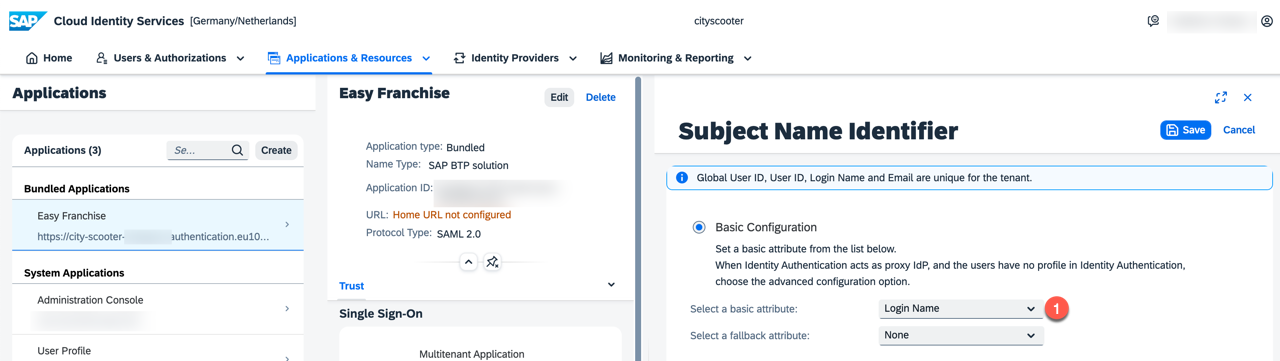 SAP Cloud Identity Services [Germany/Netherlands]
cityscooter
Home
Users & Authorizations
Applications & Resources
Identity Providers
Monitoring & Reporting
Applications
Applications (3)
Se...
Create
Bundled Applications
Easy Franchise
https://city-scooter-
authentication.eu10...
System Applications
Administration Console
User Profile
Easy Franchise
Edit
Delete
Application type: Bundled
Name Type: SAP BTP solution
Application ID:
URL: Home URL not configured
Protocol Type: SAML 2.0
Trust
Single Sign-On
Multitenant Application
Subject Name Identifier
Save
Cancel
Global User ID, User ID, Login Name and Email are unique for the tenant.
Basic Configuration
Set a basic attribute from the list below.
When Identity Authentication acts as proxy IdP, and the users have no profile in Identity Authentication,
choose the advanced configuration option.
Select a basic attribute: Login Name
1
Select a fallback attribute: None